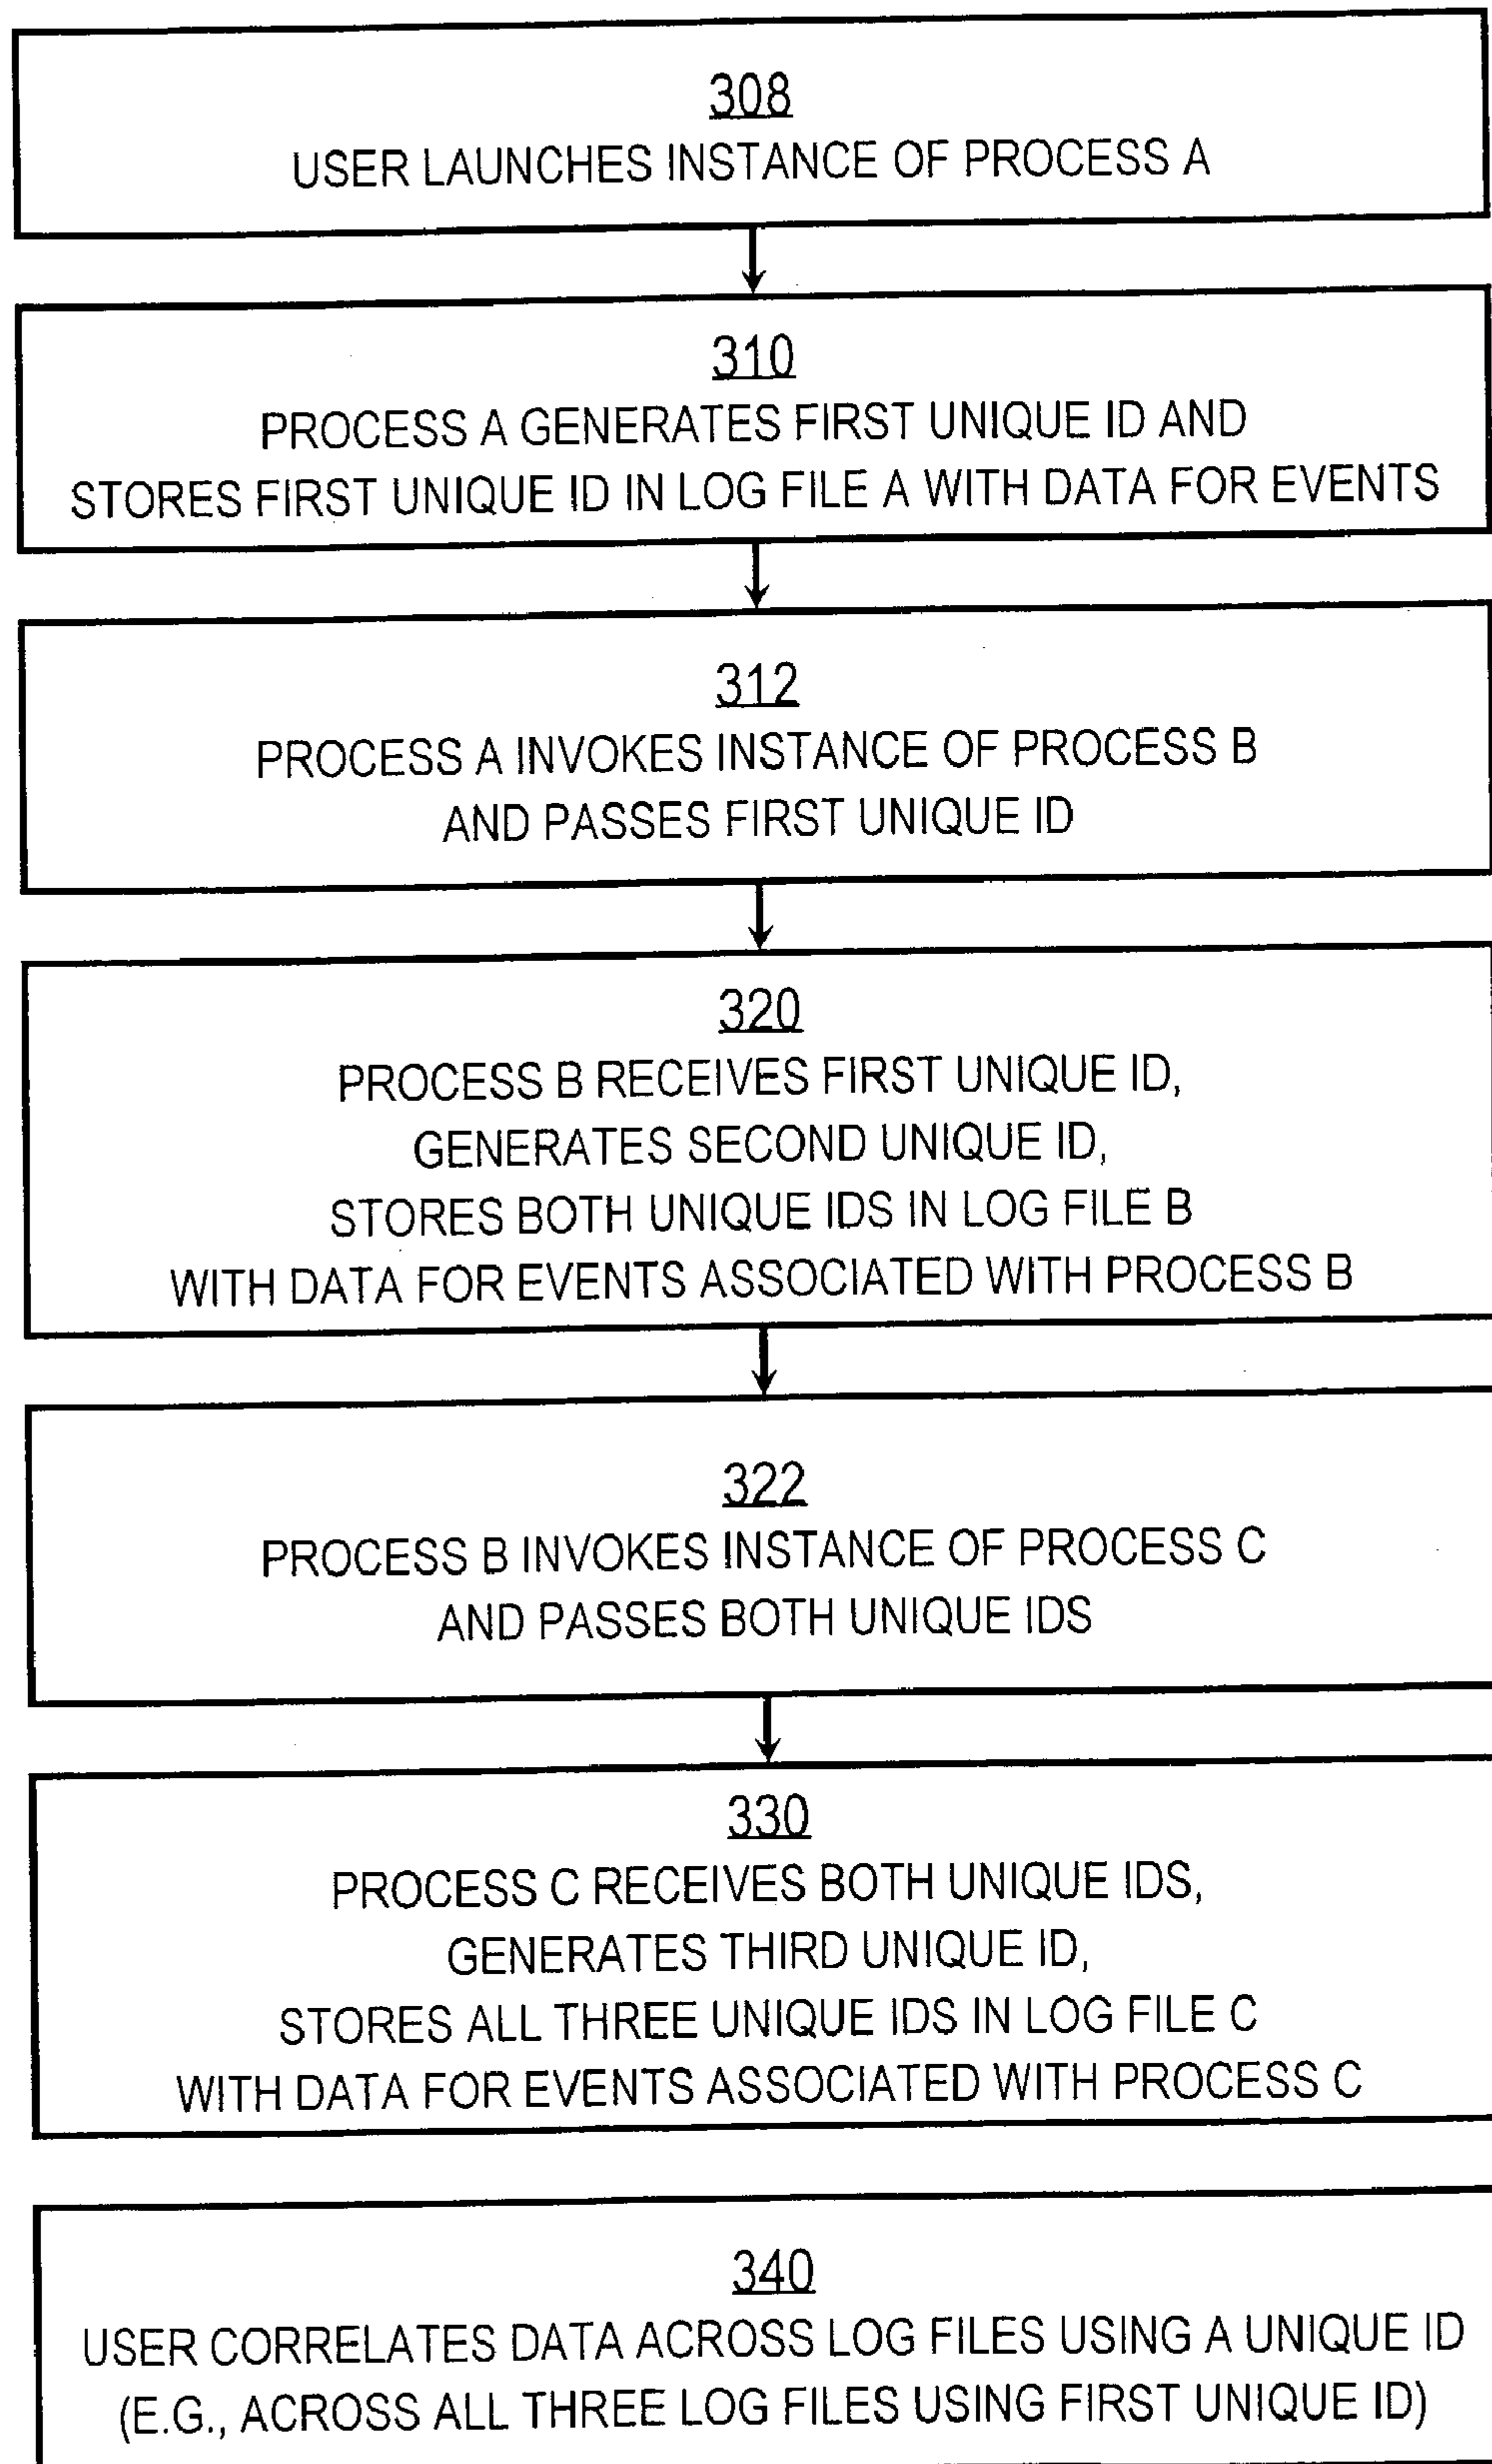 308
USER LAUNCHES INSTANCE OF PROCESS A
310
PROCESS A GENERATES FIRST UNIQUE ID AND
STORES FIRST UNIQUE ID IN LOG FILE A WITH DATA FOR EVENTS
312
PROCESS A INVOKES INSTANCE OF PROCESS B
AND PASSES FIRST UNIQUE ID
320
PROCESS B RECEIVES FIRST UNIQUE ID,
GENERATES SECOND UNIQUE ID,
STORES BOTH UNIQUE IDS IN LOG FILE B
WITH DATA FOR EVENTS ASSOCIATED WITH PROCESS B
322
PROCESS B INVOKES INSTANCE OF PROCESS C
AND PASSES BOTH UNIQUE IDS
330
PROCESS C RECEIVES BOTH UNIQUE IDS,
GENERATES THIRD UNIQUE ID,
STORES ALL THREE UNIQUE IDS IN LOG FILE C
WITH DATA FOR EVENTS ASSOCIATED WITH PROCESS C
340
USER CORRELATES DATA ACROSS LOG FILES USING A UNIQUE ID
(E.G., ACROSS ALL THREE LOG FILES USING FIRST UNIQUE ID)